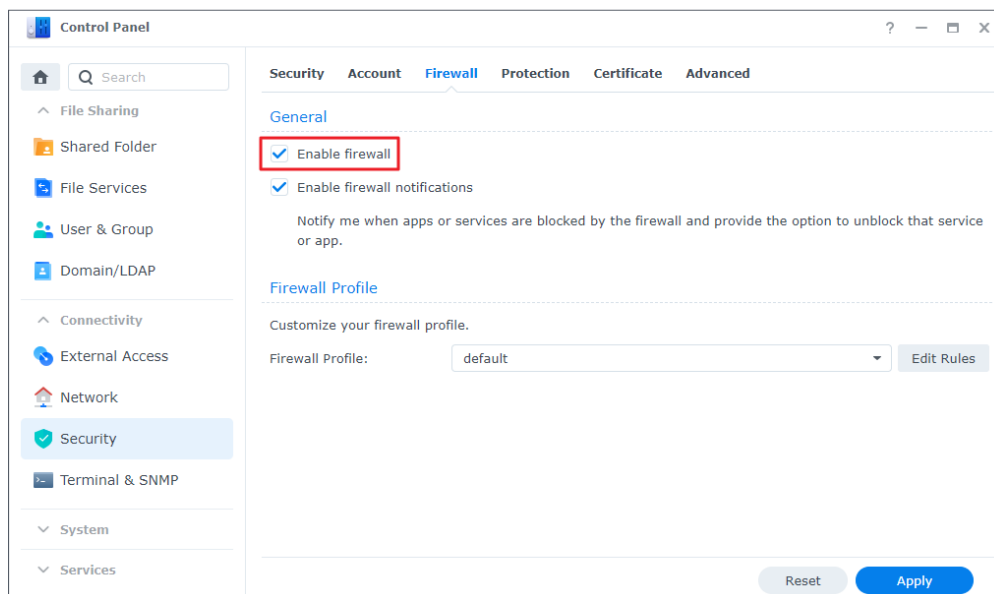 Control Panel
?
Search
File Sharing
Shared Folder
File Services
User & Group
Domain/LDAP
Connectivity
External Access
Network
Security
Terminal & SNMP
System
Services
Security Account Firewall Protection Certificate Advanced
General
Enable firewall
Enable firewall notifications
Notify me when apps or services are blocked by the firewall and provide the option to unblock that service
or app.
Firewall Profile
Customize your firewall profile.
Firewall Profile: default Edit Rules
Reset Apply